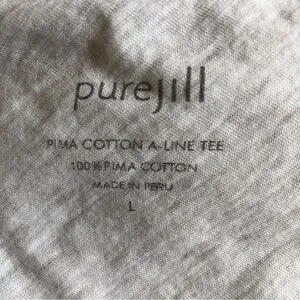 purejill
PIMA COTTON A-LINE TEE
100% PIMA COTTON
MADE IN PERU
L